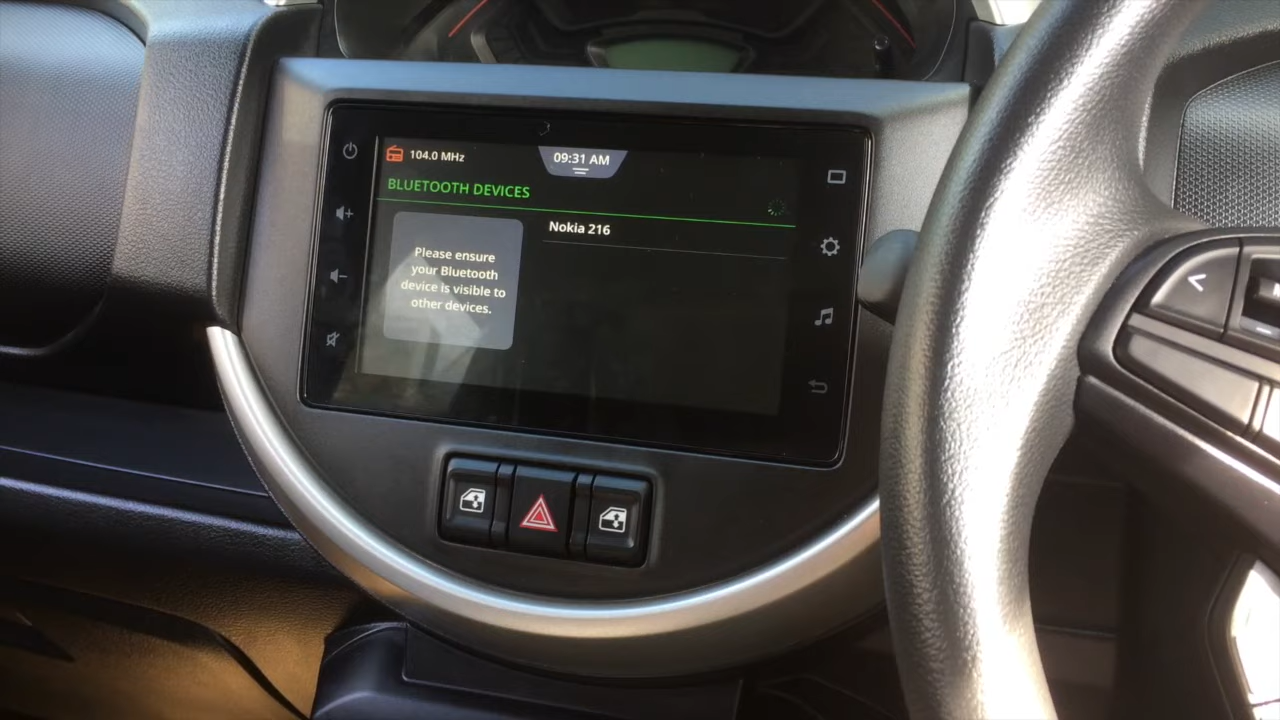 104.0 MHz
09:31 AM
BLUETOOTH DEVICES
Please ensure
your Bluetooth
device is visible to
other devices.
Nokia 216